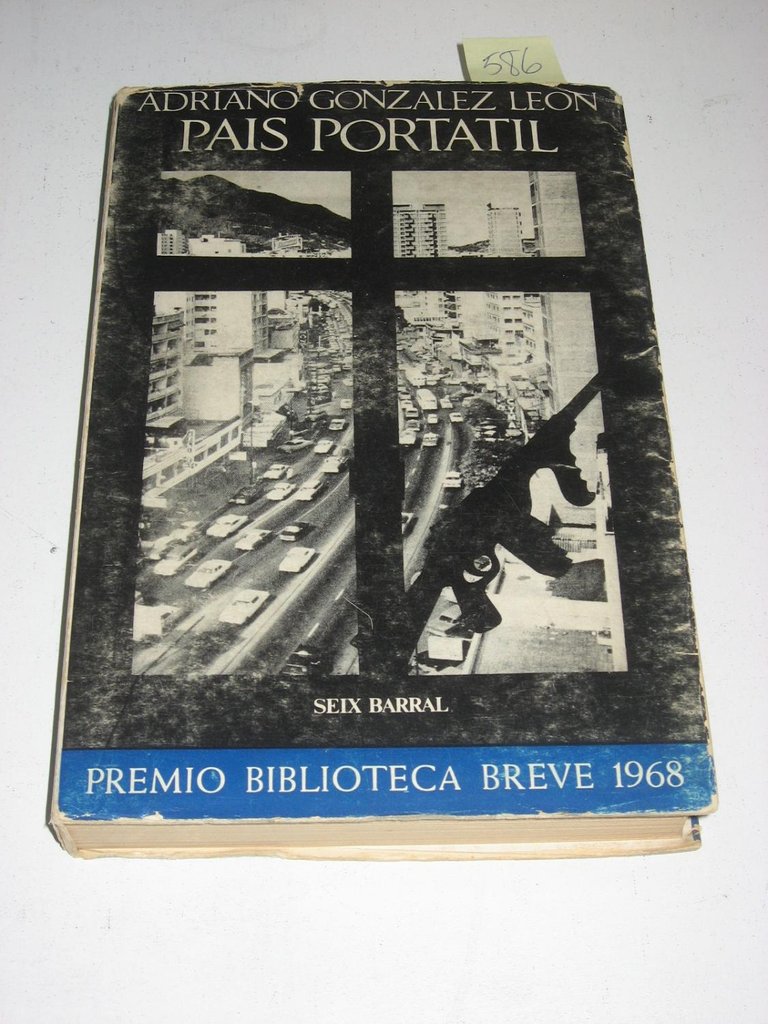 586
ADRIANO GONZALEZ LEON
PAIS PORTATIL
SEIX BARRAL
PREMIO BIBLIOTECA BREVE 1968